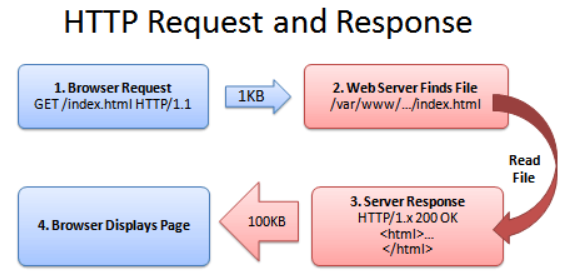 HTTP Request and Response
1. Browser Request
GET /index.html HTTP/1.1
1KB
2. Web Server Finds File
/var/www/.../index.html
Read
File
3. Server Response
HTTP/1.x 200 OK
<html>...
</html>
100KB
4. Browser Displays Page